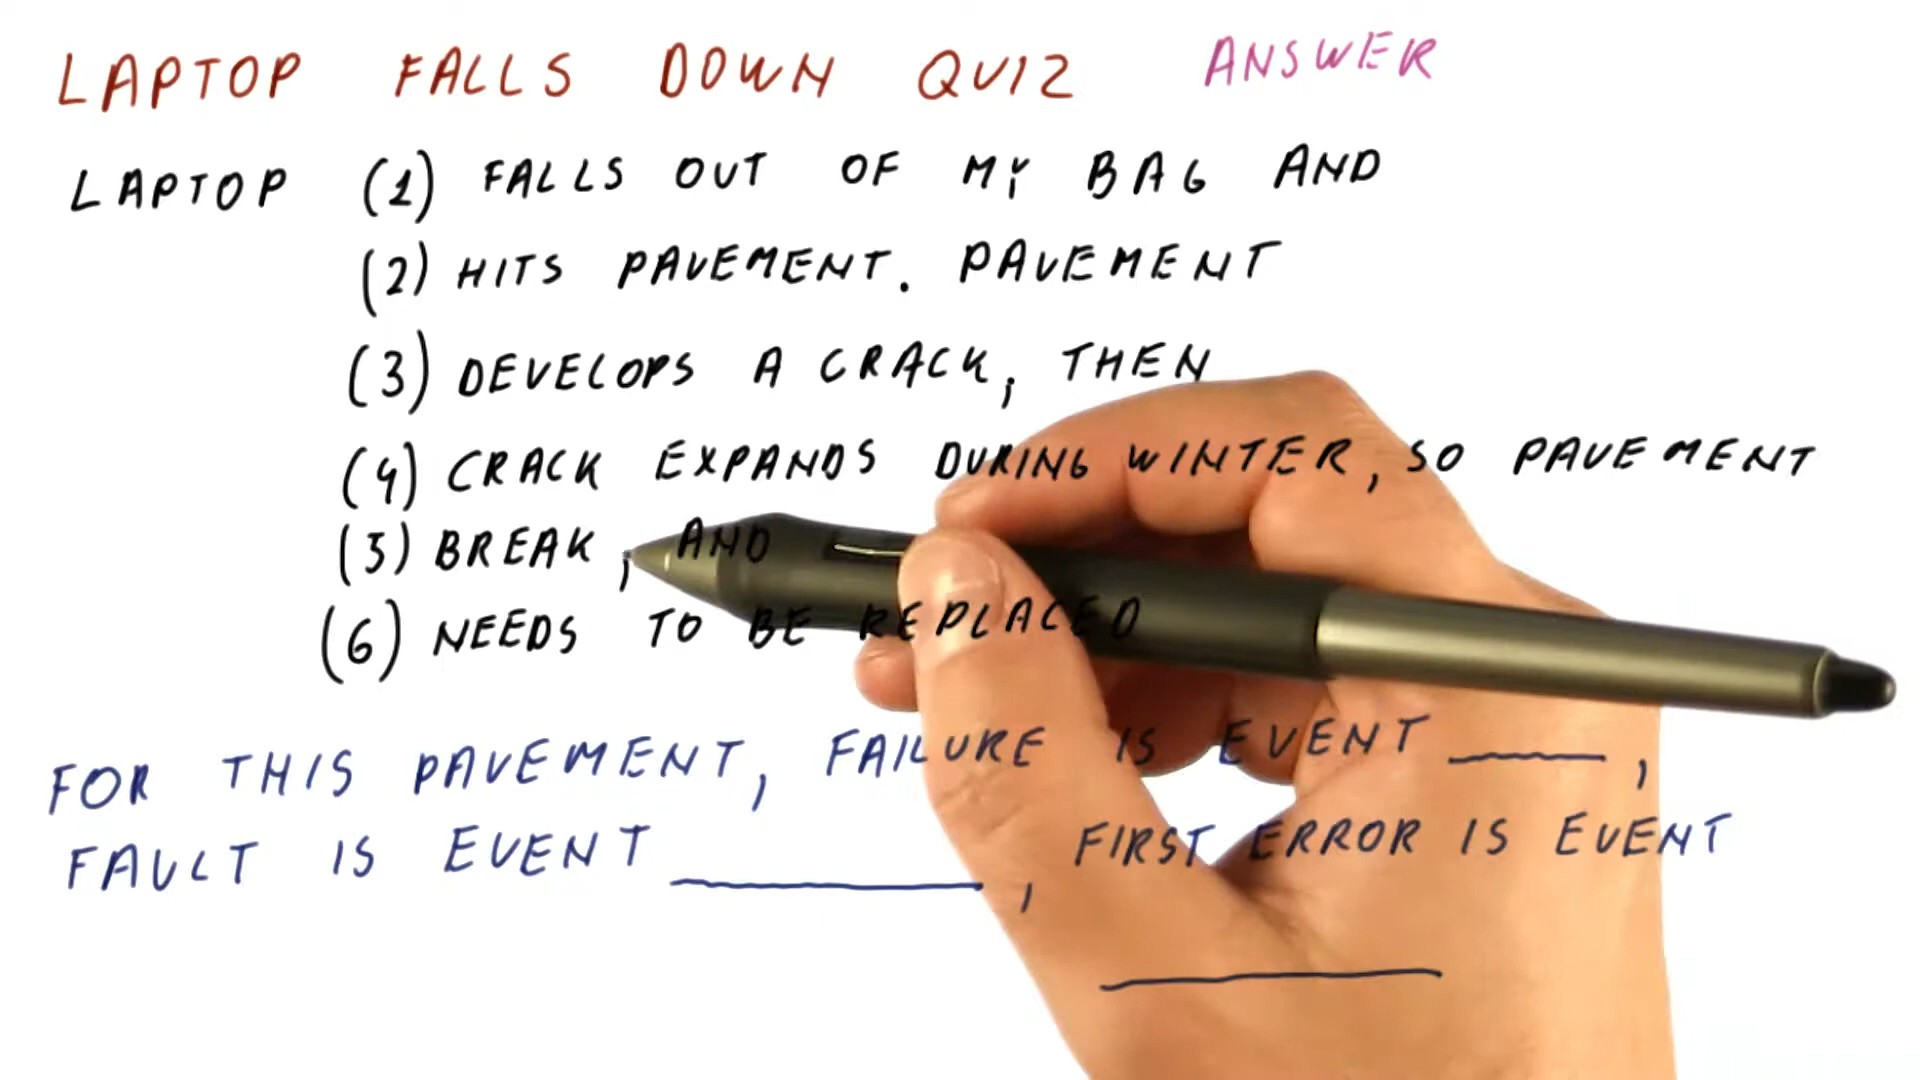 LAPTOP FALLS DOWN QUIZ ANSWER
LAPTOP (1) FALLS OUT OF MY BAG AND
(2) HITS PAVEMENT. PAVEMENT
(3) DEVELOPS A CRACK, THEN
(4) CRACK EXPANDS DURING WINTER, SO PAVEMENT
(5) BREAK, AND
(6) NEEDS TO BE REPLACED
FOR THIS PAVEMENT, FAILURE IS EVENT ____,
FAULT IS EVENT ________, FIRST ERROR IS EVENT
________